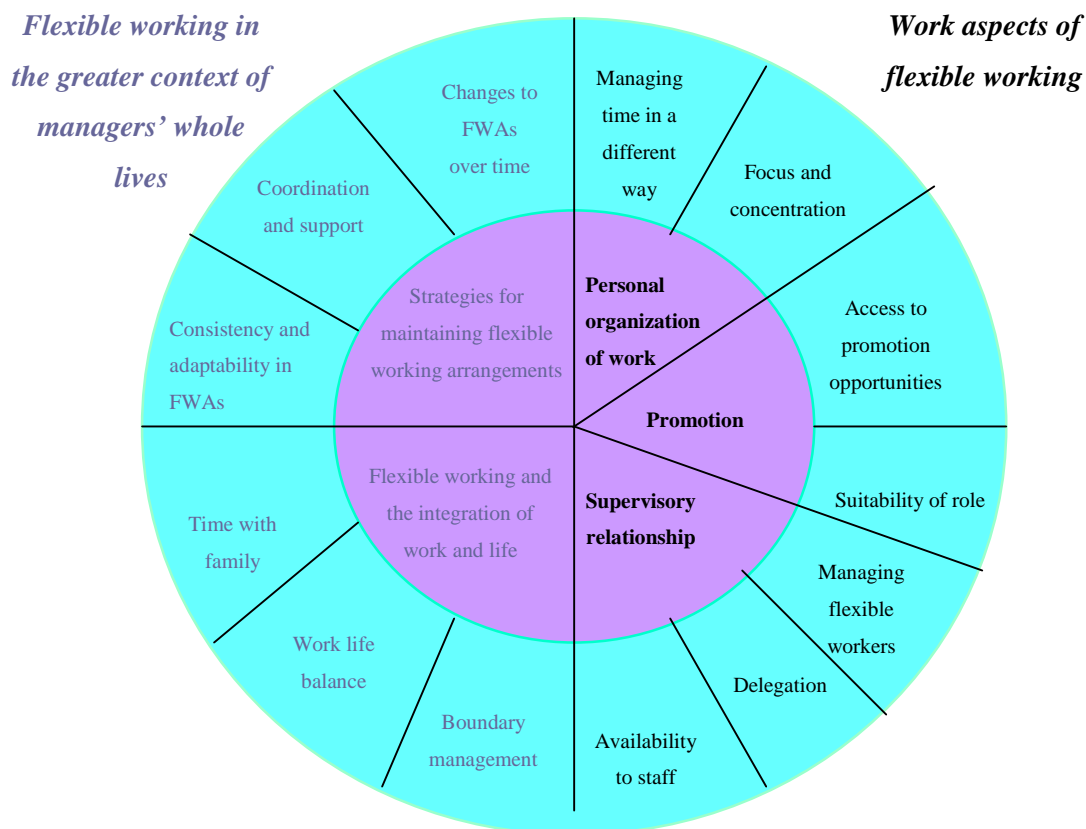 Flexible working in
the greater context of
managers’ whole
lives
Work aspects of
flexible working
Changes to
FWAs
over time
Managing
time in a
different
way
Coordination
and support
Focus and
concentration
Consistency and
adaptability in
FWAs
Strategies for
maintaining flexible
working arrangements
Personal
organization
of work
Access to
promotion
opportunities
Promotion
Flexible working and
the integration of
work and life
Supervisory
relationship
Suitability of role
Time with
family
Managing
flexible
workers
Work life
balance
Delegation
Boundary
management
Availability
to staff